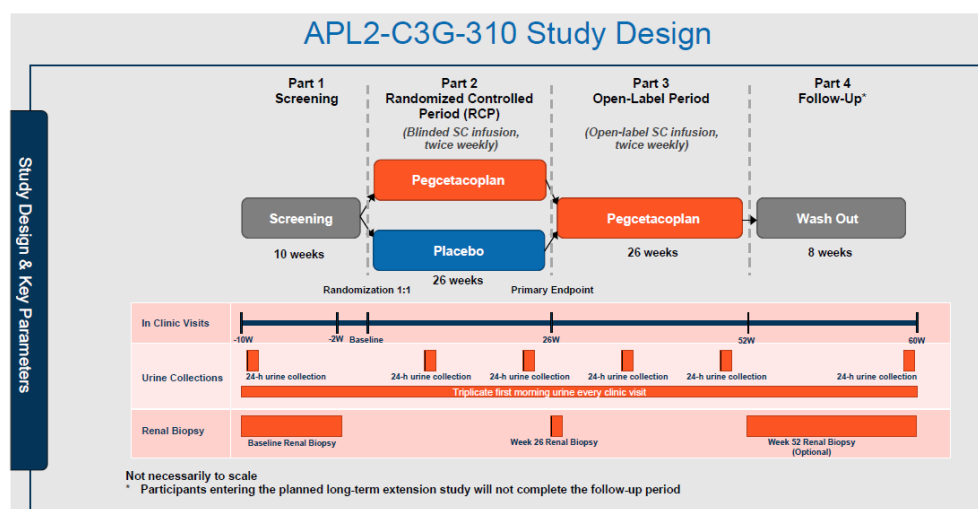 APL2-C3G-310 Study Design
Study Design & Key Parameters
Part 1
Screening
Part 2
Randomized Controlled
Period (RCP)
(Blinded SC infusion,
twice weekly)
Part 3
Open-Label Period
(Open-label SC infusion,
twice weekly)
Part 4
Follow-Up*
Screening
10 weeks
Pegcetacoplan
Placebo
26 weeks
Pegcetacoplan
26 weeks
Wash Out
8 weeks
Randomization 1:1
Primary Endpoint
In Clinic Visits
-10W
-2W
Baseline
26W
52W
60W
Urine Collections
24-h urine collection
24-h urine collection
24-h urine collection
24-h urine collection
24-h urine collection
24-h urine collection
Triplicate first morning urine every clinic visit
Renal Biopsy
Baseline Renal Biopsy
Week 26 Renal Biopsy
Week 52 Renal Biopsy
(Optional)
Not necessarily to scale
* Participants entering the planned long-term extension study will not complete the follow-up period